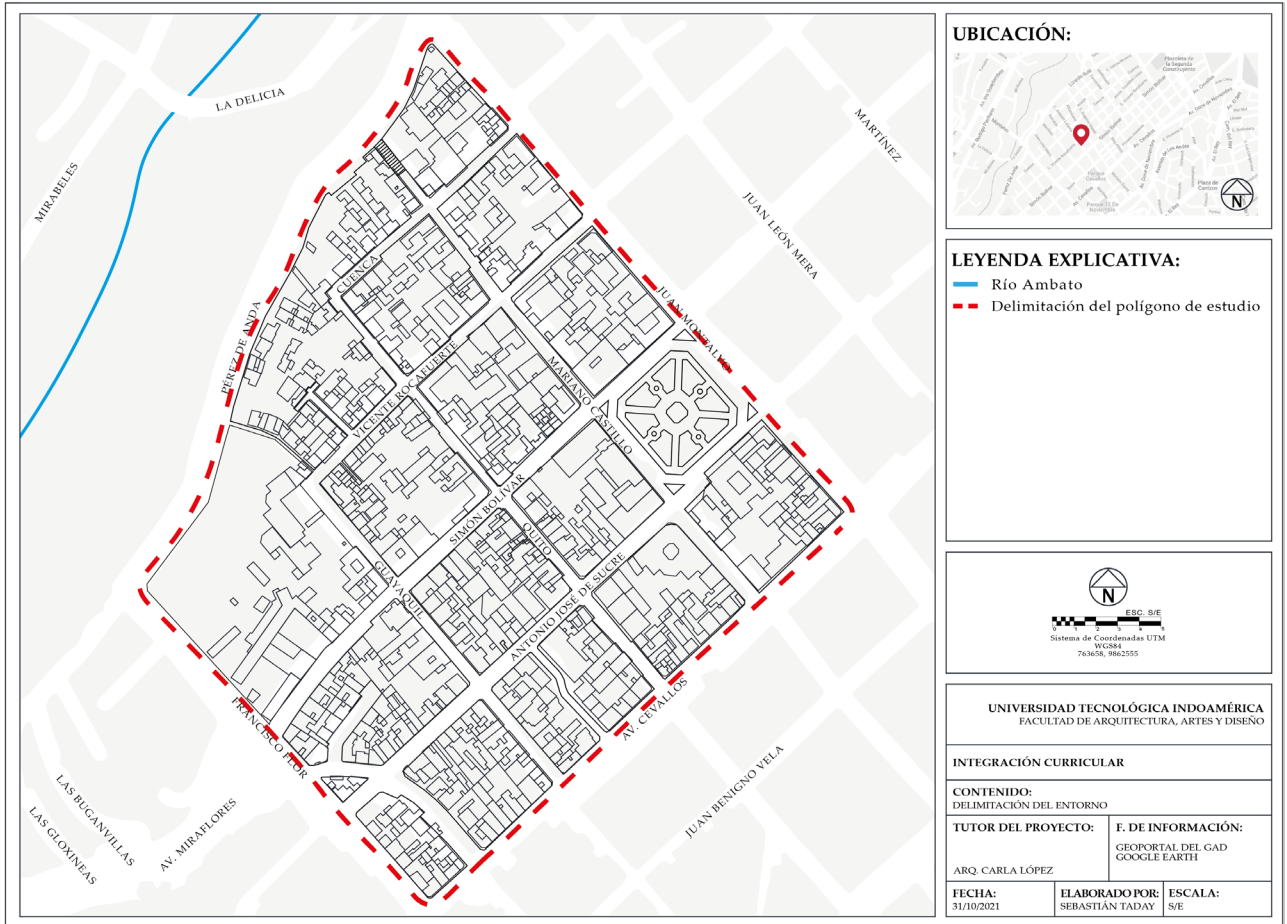 LA DELICIA
MARTÍNEZ
MIRABELES
JUAN LEÓN MERA
CUENCA
JUAN MONTALVO
PÉREZ DE ANDA
VICENTE ROCAFUERTE
MARIANO CASTILLO
SIMÓN BOLÍVAR
QUITO
GUAYAQUIL
ANTONIO JOSÉ DE SUCRE
AV. CEVALLOS
FRANCISCO FLOR
JUAN BENIGNO VELA
LAS BUGANVILLAS
LAS GLOXINEAS
AV. MIRAFLORES
UBICACIÓN:
N
LEYENDA EXPLICATIVA:
Río Ambato
Delimitación del polígono de estudio
N
ESC. S/E
Sistema de Coordenadas UTM
WGS84
763658, 9862555
UNIVERSIDAD TECNOLÓGICA INDOAMÉRICA
FACULTAD DE ARQUITECTURA, ARTES Y DISEÑO
INTEGRACIÓN CURRICULAR
CONTENIDO:
DELIMITACIÓN DEL ENTORNO
TUTOR DEL PROYECTO:
ARQ. CARLA LÓPEZ
F. DE INFORMACIÓN:
GEOPORTAL DEL GAD
GOOGLE EARTH
FECHA:
31/10/2021
ELABORADO POR:
SEBASTIÁN TADAY
ESCALA:
S/E